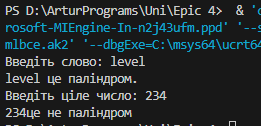 PS D:\ArturPrograms\Uni\Epic 4>  & 'c
rosoft-MIEngine-In-n2j43ufm.ppd' '--s
mlbce.ak2' '--dbgExe=C:\msys64\ucrt64
Введіть слово: level
level це паліндром.
Введіть ціле число: 234
234це не паліндром